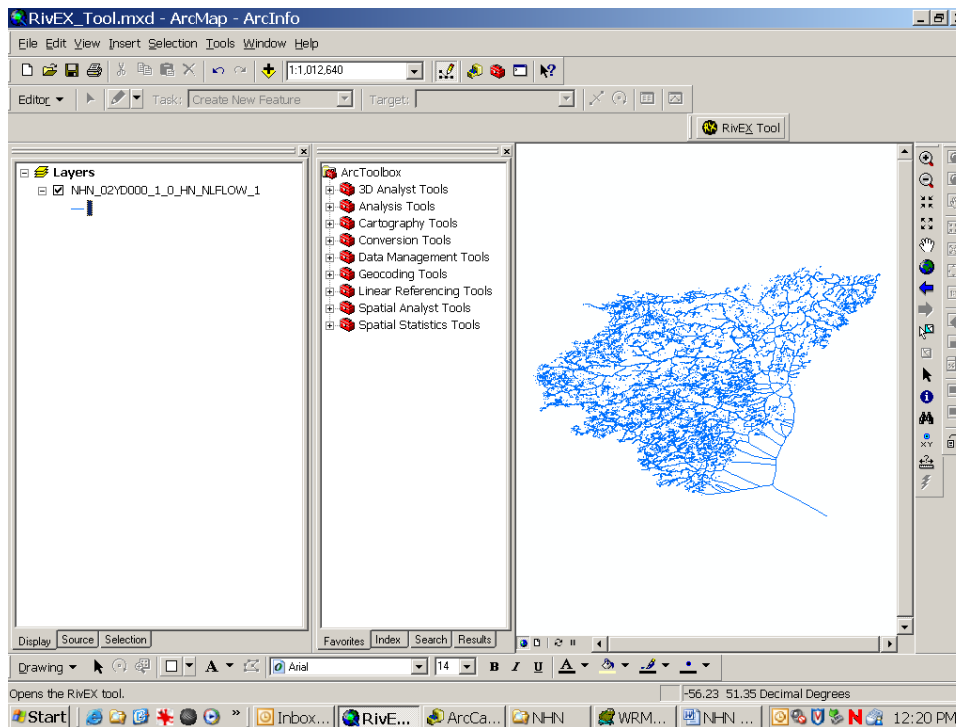 RivEX_Tool.mxd - ArcMap - ArcInfo
File Edit View Insert Selection Tools Window Help
1:1,012,640
Editor Task: Create New Feature Target:
RivEX Tool
Layers
NHN_02YD000_1_0_HN_NLFLOW_1
ArcToolbox
3D Analyst Tools
Analysis Tools
Cartography Tools
Conversion Tools
Data Management Tools
Geocoding Tools
Linear Referencing Tools
Spatial Analyst Tools
Spatial Statistics Tools
Display Source Selection
Favorites Index Search Results
Drawing A Arial 14 B I U A
Opens the RivEX tool.
-56.23 51.35 Decimal Degrees
Start » Inbox... RivE... ArcCa... NHN WRM... NHN ... N 12:20 PM